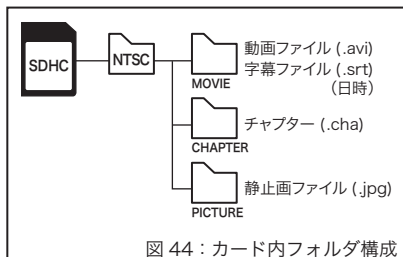 SDHC
NTSC
動画ファイル (.avi)
字幕ファイル (.srt)
（日時）
MOVIE
チャプター (.cha)
CHAPTER
静止画ファイル (.jpg)
PICTURE
図 44：カード内フォルダ構成